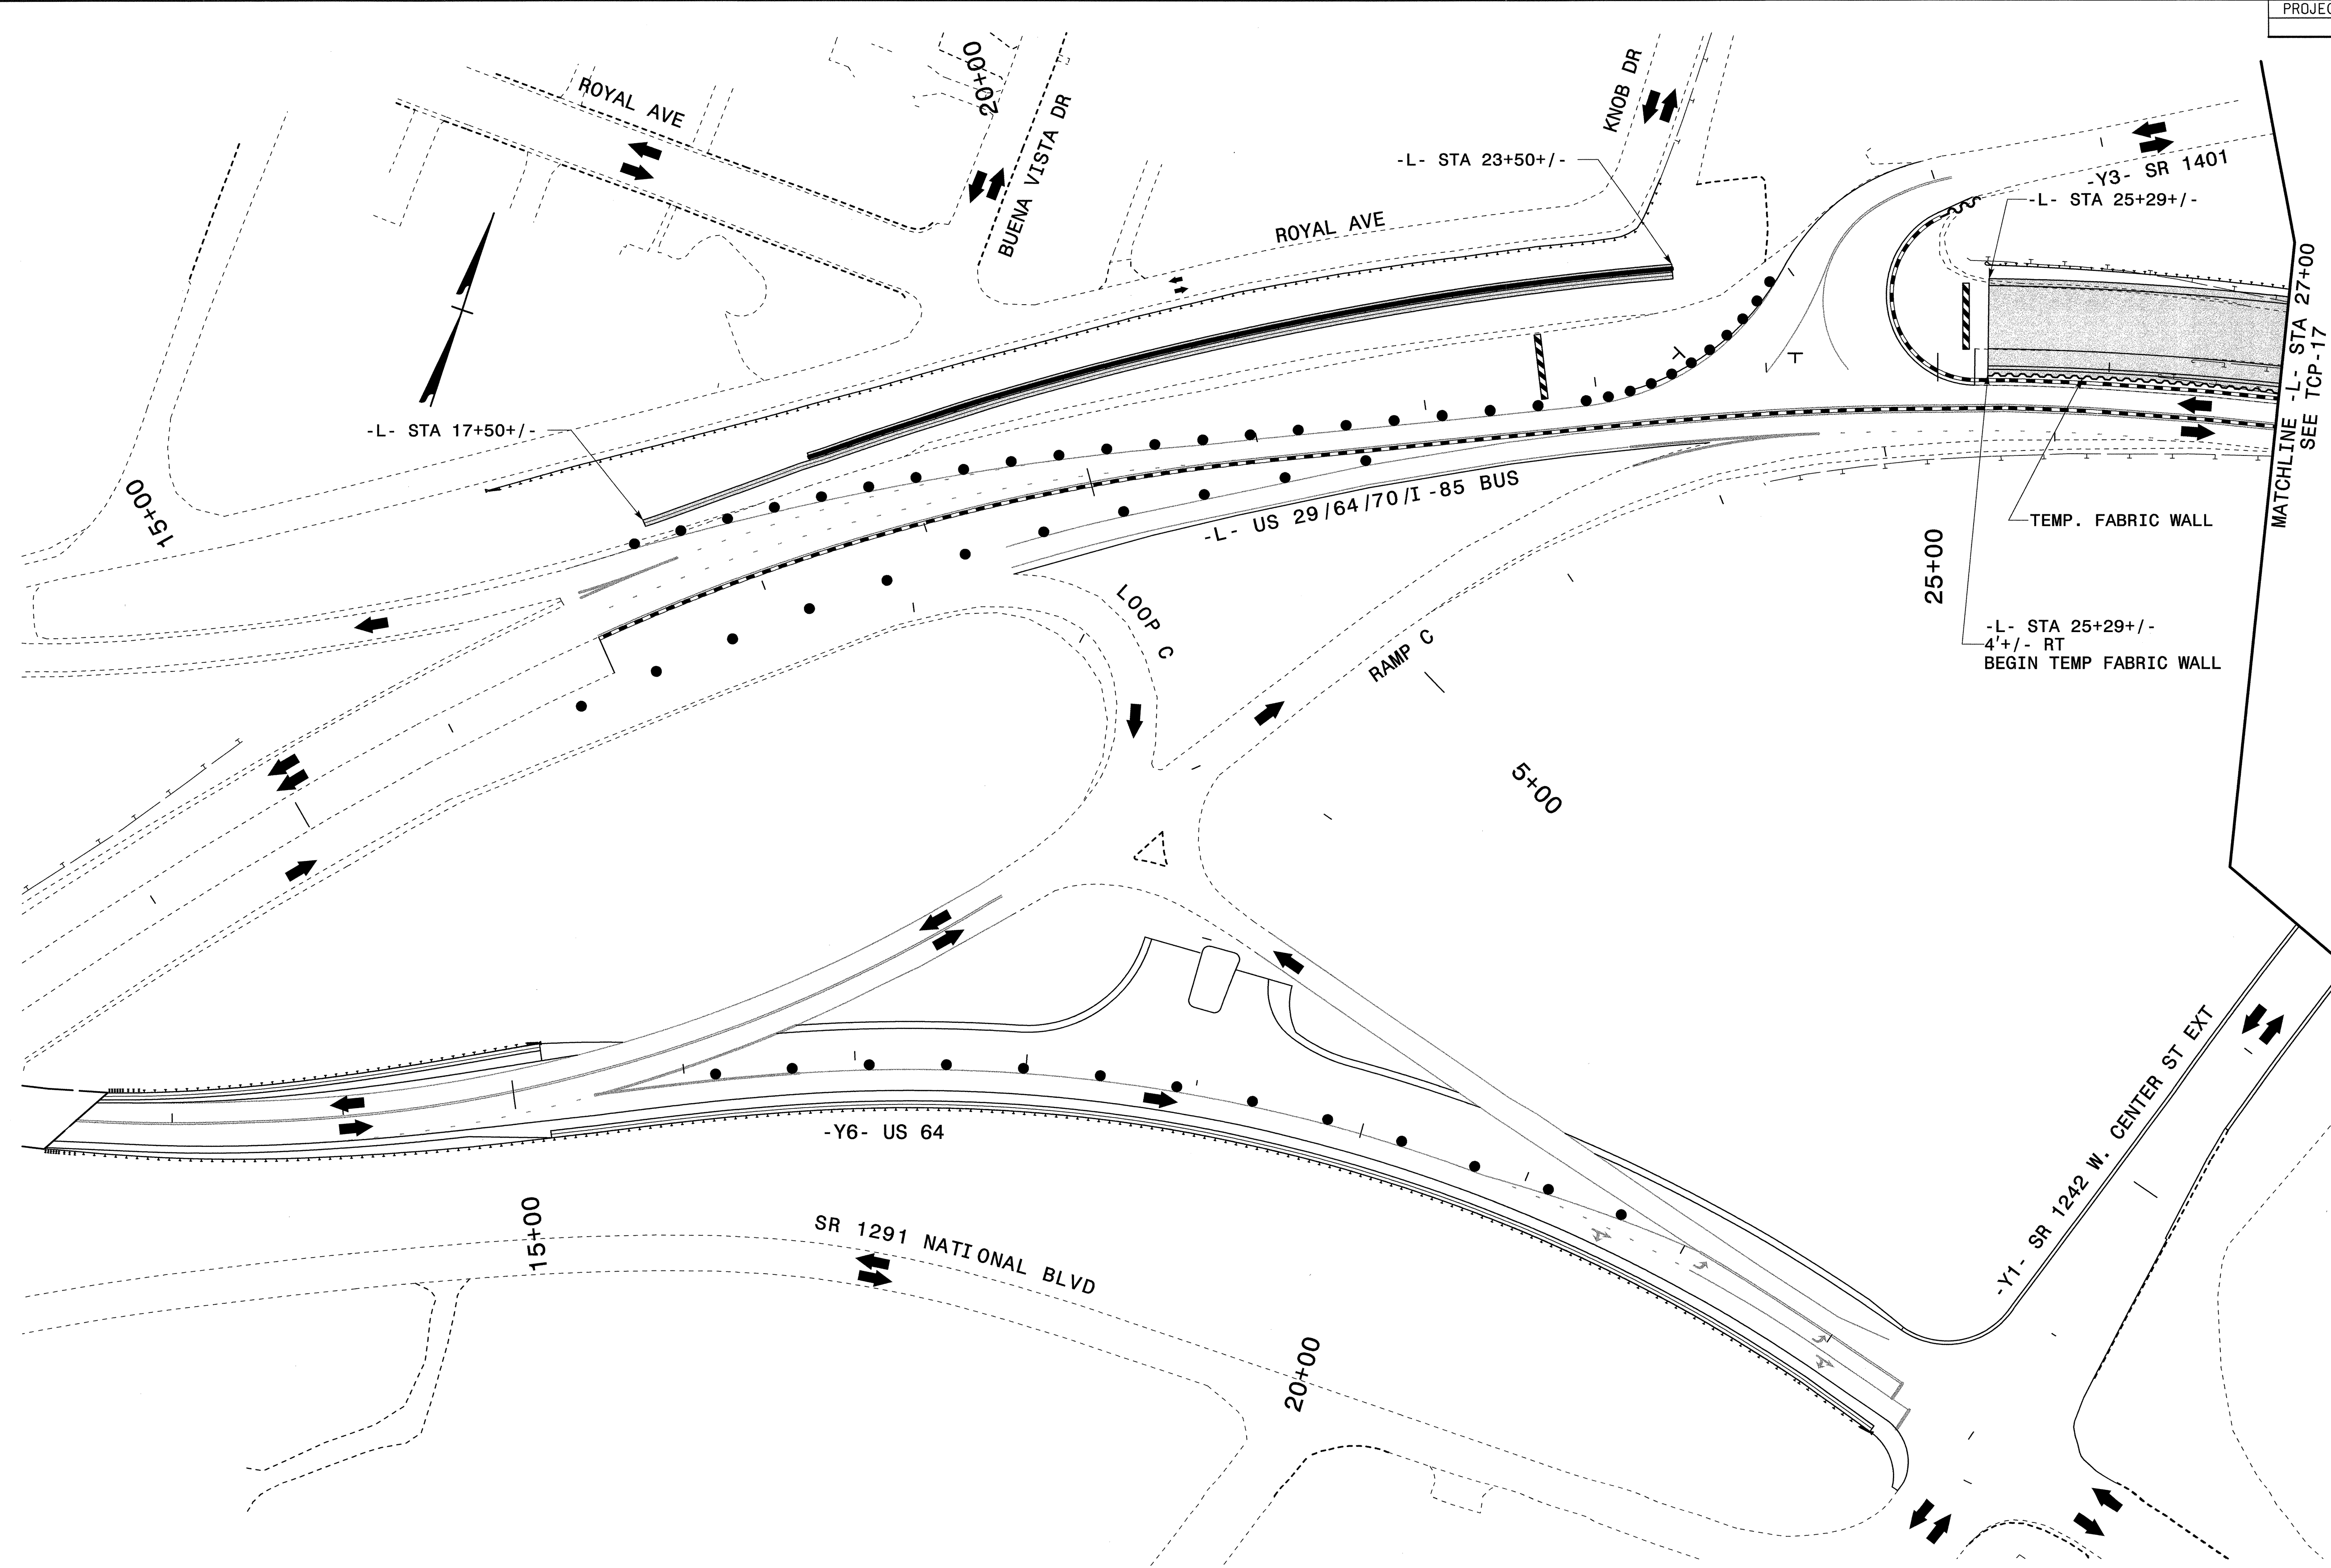 PROJEC
ROYAL AVE
20+00
BUENA VISTA DR
KNOB DR
-L- STA 23+50+/-
-Y3- SR 1401
-L- STA 25+29+/-
ROYAL AVE
MATCHLINE -L- STA 27+00
SEE TCP-17
-L- STA 17+50+/-
15+00
-L- US 29/64/70/I-85 BUS
TEMP. FABRIC WALL
25+00
LOOP C
RAMP C
-L- STA 25+29+/-
4'+/- RT
BEGIN TEMP FABRIC WALL
5+00
-Y6- US 64
-Y1- SR 1242 W. CENTER ST EXT
15+00
SR 1291 NATIONAL BLVD
20+00